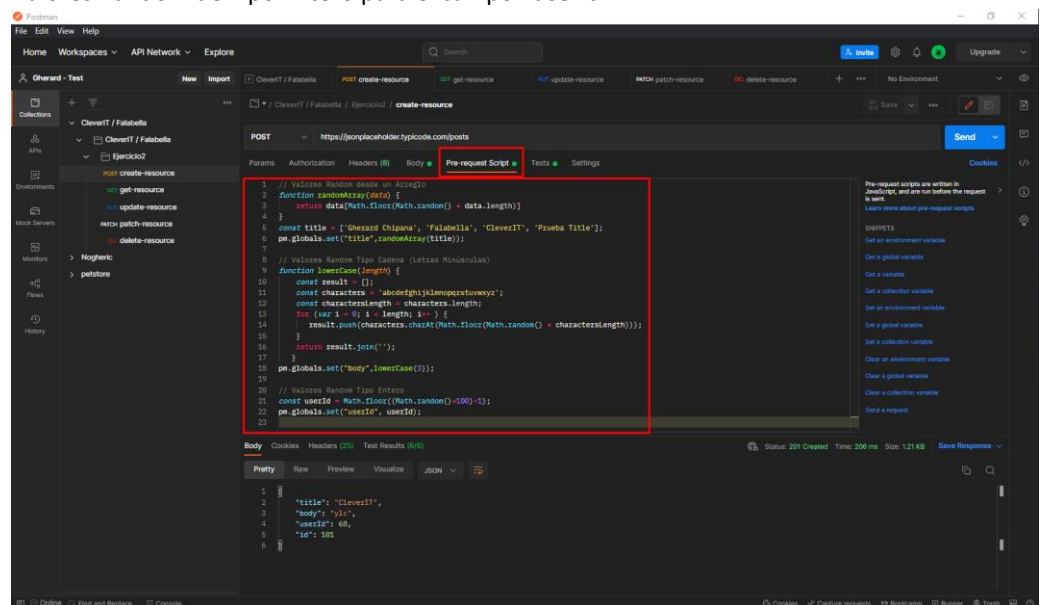 Postman
File Edit View Help
Home Workspaces API Network Explore
Search
Invite
Upgrade
Gherard - Test
New Import
CleverIT / Falabella
POST create-resource
GET get-resource
PUT update-resource
PATCH patch-resource
DEL delete-resource
No Environment
Collections
APIs
Environments
Mock Servers
Monitors
Flows
History
CleverIT / Falabella
CleverIT / Falabella
Ejercicio2
POST create-resource
GET get-resource
PUT update-resource
PATCH patch-resource
DEL delete-resource
Nogheric
petstore
/ CleverIT / Falabella / Ejercicio2 / create-resource
Save
POST https://jsonplaceholder.typicode.com/posts
Send
Params Authorization Headers (8) Body Pre-request Script Tests Settings
Cookies
1 // Valores Random desde un Arreglo
2 function randomArray(data) {
3 return data[Math.floor(Math.random() * data.length)]
4 }
5 const title = ['Gherard Chipana', 'Falabella', 'CleverIT', 'Prueba Title'];
6 pm.globals.set("title",randomArray(title));
7
8 // Valores Random Tipo Cadena (Letras Minúsculas)
9 function lowerCase(length) {
10 const result = [];
11 const characters = 'abcdefghijklmnopqrstuvwxyz';
12 const charactersLength = characters.length;
13 for (var i = 0; i < length; i++ ) {
14 result.push(characters.charAt(Math.floor(Math.random() * charactersLength)));
15 }
16 return result.join('');
17 }
18 pm.globals.set("body",lowerCase(3));
19
20 // Valores Random Tipo Entero
21 const userId = Math.floor((Math.random()*100)+1);
22 pm.globals.set("userId", userId);
23
Pre-request scripts are written in
JavaScript, and are run before the request
is sent.
Learn more about pre-request scripts
SNIPPETS
Get an environment variable
Get a global variable
Get a variable
Get a collection variable
Set an environment variable
Set a global variable
Set a collection variable
Clear an environment variable
Clear a global variable
Clear a collection variable
Send a request
Body Cookies Headers (25) Test Results (6/6)
Status: 201 Created Time: 206 ms Size: 1.21 KB Save Response
Pretty Raw Preview Visualize JSON
1 {
2 "title": "CleverIT",
3 "body": "ylc",
4 "userId": 68,
5 "id": 101
6 }
Online Find and Replace Console
Cookies Capture requests Bootcamp Runner Trash